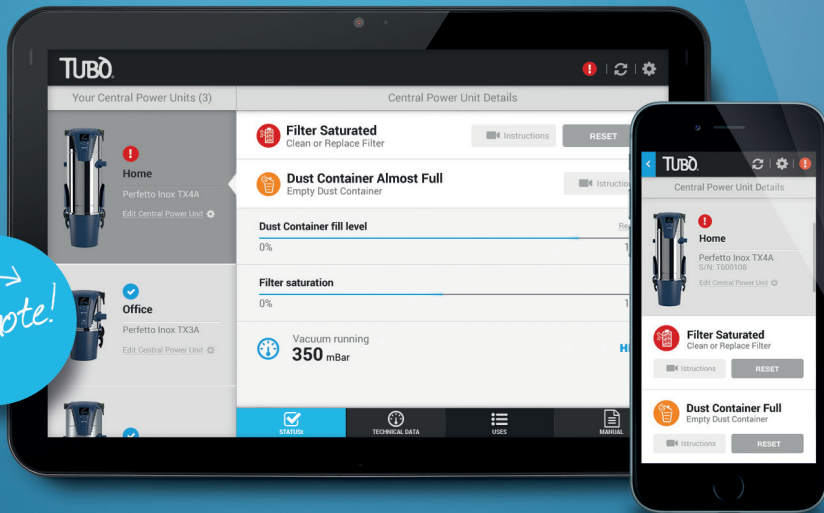 TUBÒ.
Your Central Power Units (3)
Central Power Unit Details
Home
Perfetto Inox TX4A
Edit Central Power Unit
Office
Perfetto Inox TX3A
Edit Central Power Unit
Filter Saturated
Clean or Replace Filter
Instructions
RESET
Dust Container Almost Full
Empty Dust Container
Dust Container fill level
0%
Filter saturation
0%
Vacuum running
350 mBar
STATUSt
TECHNICAL DATA
USES
MANUAL
TUBÒ.
Central Power Unit Details
Home
Perfetto Inox TX4A
S/N: T000108
Edit Central Power Unit
Filter Saturated
Clean or Replace Filter
Istructions
RESET
Dust Container Full
Empty Dust Container
Istructions
RESET